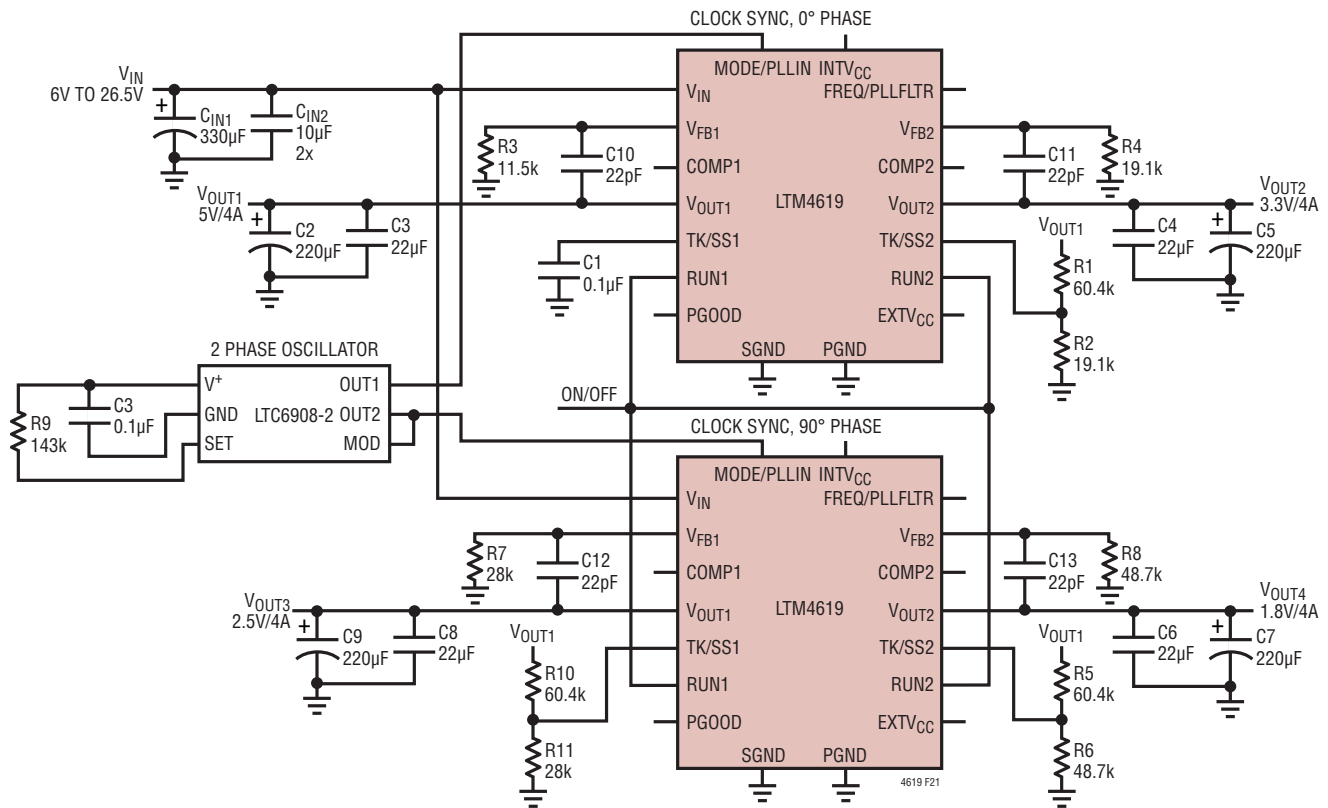 CLOCK SYNC, 0° PHASE
VIN
6V TO 26.5V
+
CIN1
330µF
CIN2
10µF
2x
MODE/PLLIN INTVCC
VIN
FREQ/PLLFLTR
VFB1
VFB2
COMP1
COMP2
VOUT1
LTM4619
VOUT2
TK/SS1
TK/SS2
RUN1
RUN2
PGOOD
EXTVCC
SGND
PGND
R3
11.5k
C10
22pF
C11
22pF
R4
19.1k
VOUT1
5V/4A
+
C2
220µF
C3
22µF
C1
0.1µF
VOUT2
3.3V/4A
C4
22µF
+
C5
220µF
VOUT1
R1
60.4k
R2
19.1k
2 PHASE OSCILLATOR
V+
OUT1
GND
LTC6908-2
OUT2
SET
MOD
R9
143k
C3
0.1µF
ON/OFF
CLOCK SYNC, 90° PHASE
MODE/PLLIN INTVCC
VIN
FREQ/PLLFLTR
VFB1
VFB2
COMP1
COMP2
VOUT1
LTM4619
VOUT2
TK/SS1
TK/SS2
RUN1
RUN2
PGOOD
EXTVCC
SGND
PGND
R7
28k
C12
22pF
C13
22pF
R8
48.7k
VOUT3
2.5V/4A
+
C9
220µF
C8
22µF
VOUT1
R10
60.4k
R11
28k
VOUT4
1.8V/4A
C6
22µF
+
C7
220µF
VOUT1
R5
60.4k
R6
48.7k
4619 F21